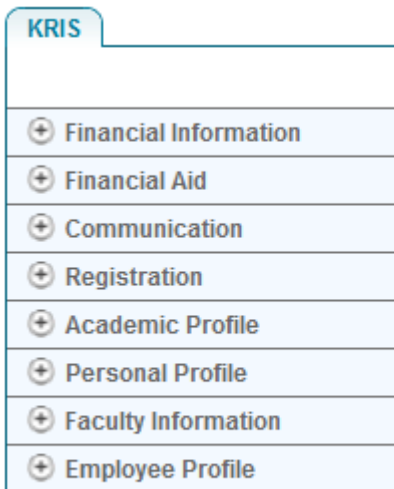 KRIS
Financial Information
Financial Aid
Communication
Registration
Academic Profile
Personal Profile
Faculty Information
Employee Profile